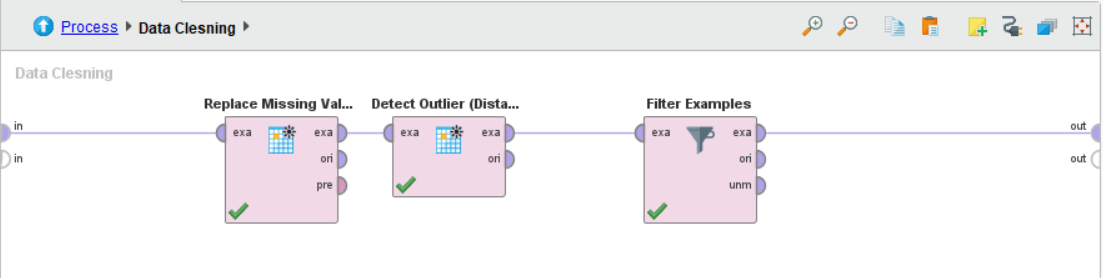 Process Data Clesning
Data Clesning
Replace Missing Val... Detect Outlier (Dista... Filter Examples
in exa exa exa exa exa exa out
in ori ori ori out
pre unm